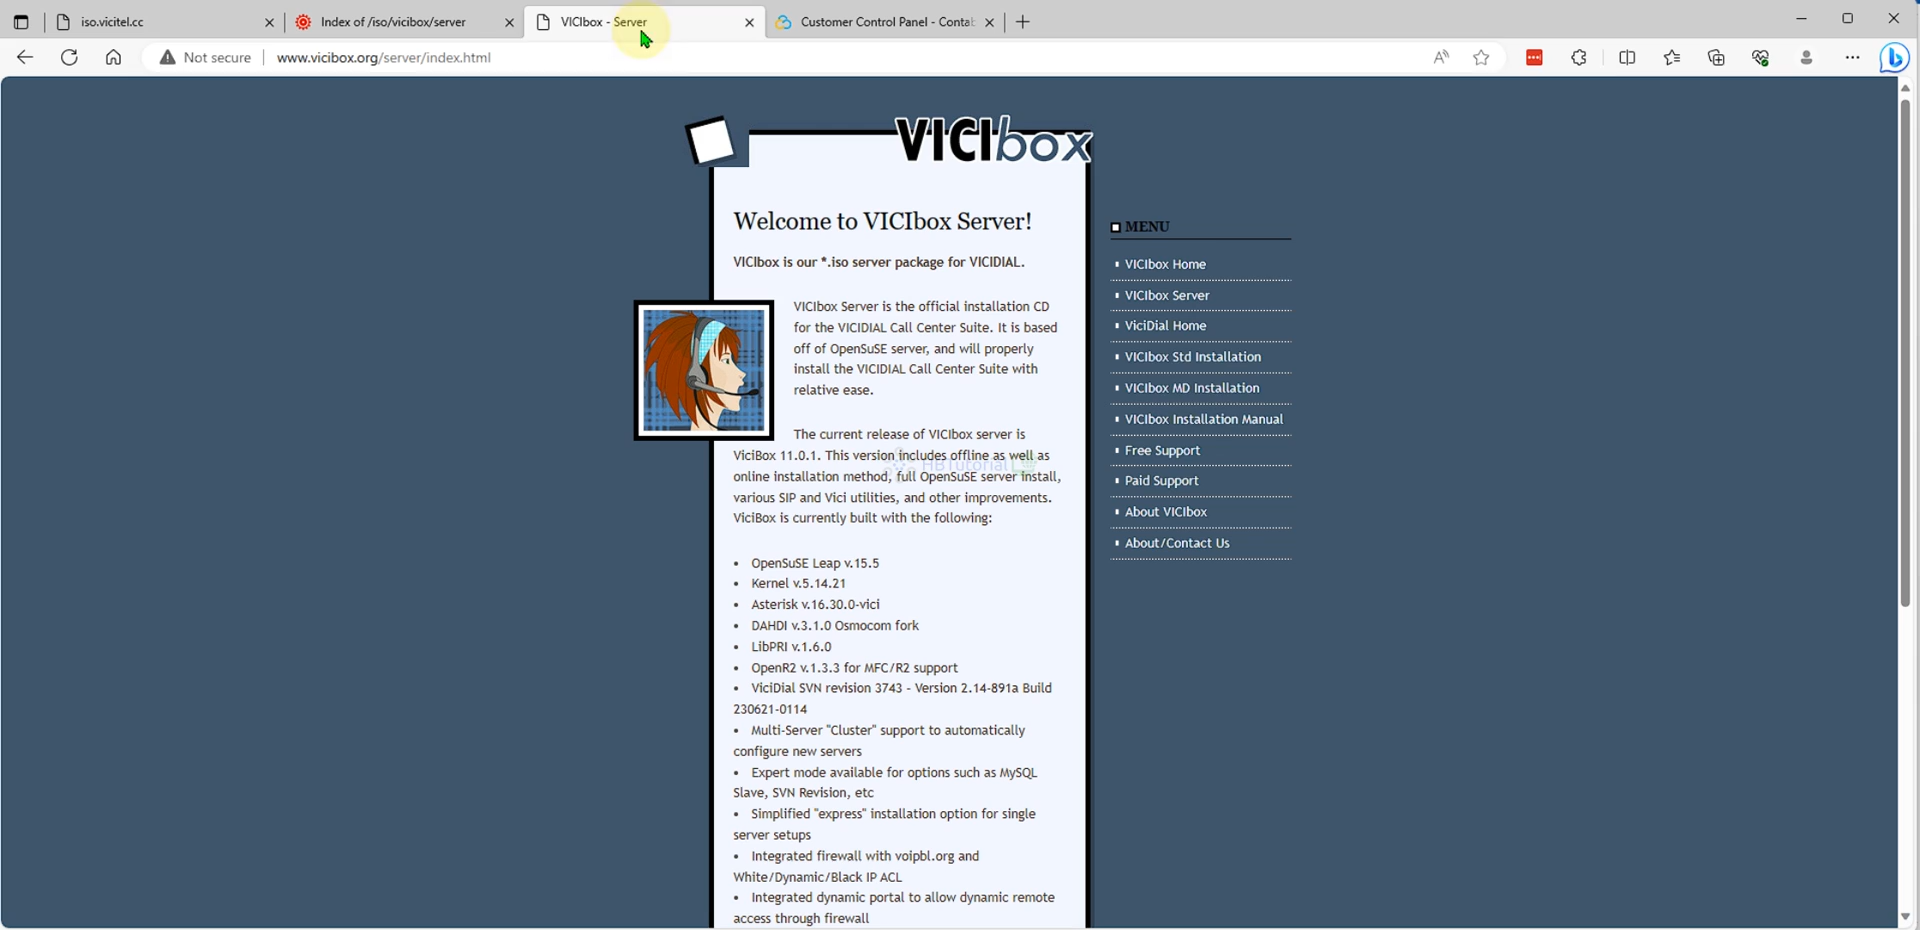 iso.vicitel.cc
Index of /iso/vicibox/server
VICIbox - Server
Customer Control Panel - Contab
Not secure
www.vicibox.org/server/index.html
VICIbox
Welcome to VICIbox Server!
VICIbox is our *.iso server package for VICIDIAL.
VICIbox Server is the official installation CD
for the VICIDIAL Call Center Suite. It is based
off of OpenSuSE server, and will properly
install the VICIDIAL Call Center Suite with
relative ease.
The current release of VICIbox server is
ViciBox 11.0.1. This version includes offline as well as
online installation method, full OpenSuSE server install,
various SIP and Vici utilities, and other improvements.
ViciBox is currently built with the following:
HBTutorial
• OpenSuSE Leap v.15.5
• Kernel v.5.14.21
• Asterisk v.16.30.0-vici
• DAHDI v.3.1.0 Osmocom fork
• LibPRI v.1.6.0
• OpenR2 v.1.3.3 for MFC/R2 support
• ViciDial SVN revision 3743 - Version 2.14-891a Build
230621-0114
• Multi-Server "Cluster" support to automatically
configure new servers
• Expert mode available for options such as MySQL
Slave, SVN Revision, etc
• Simplified "express" installation option for single
server setups
• Integrated firewall with voipbl.org and
White/Dynamic/Black IP ACL
• Integrated dynamic portal to allow dynamic remote
access through firewall
MENU
VICIbox Home
VICIbox Server
ViciDial Home
VICIbox Std Installation
VICIbox MD Installation
VICIbox Installation Manual
Free Support
Paid Support
About VICIbox
About/Contact Us